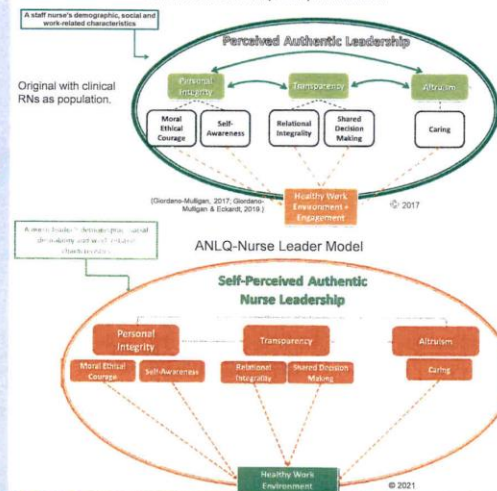 A staff nurse's demographic, social and
work-related characteristics
Original with clinical
RNs as population.
Perceived Authentic Leadership
Personal
Integrity
Transparency
Altruism
Moral
Ethical
Courage
Self-
Awareness
Relational
Integrality
Shared
Decision
Making
Caring
(Giordano-Mulligan, 2017; Giordano-
Mulligan & Eckardt, 2019.)
Healthy Work
Environment +
Engagement
© 2017
ANLQ-Nurse Leader Model
Self-Perceived Authentic
Nurse Leadership
Personal
Integrity
Transparency
Altruism
Moral Ethical
Courage
Self-Awareness
Relational
Integrality
Shared Decision
Making
Caring
Healthy Work
Environment
© 2021